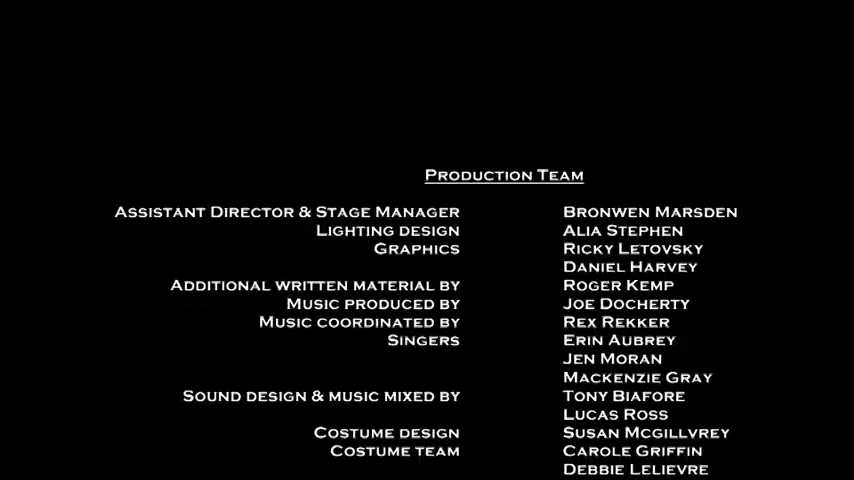 Production Team
Assistant Director & Stage Manager Bronwen Marsden
Lighting design Alia Stephen
Graphics Ricky Letovsky
Daniel Harvey
Additional written material by Roger Kemp
Music produced by Joe Docherty
Music coordinated by Rex Rekker
Singers Erin Aubrey
Jen Moran
Mackenzie Gray
Sound design & music mixed by Tony Biafore
Lucas Ross
Costume design Susan Mcgillvrey
Costume team Carole Griffin
Debbie Lelievre